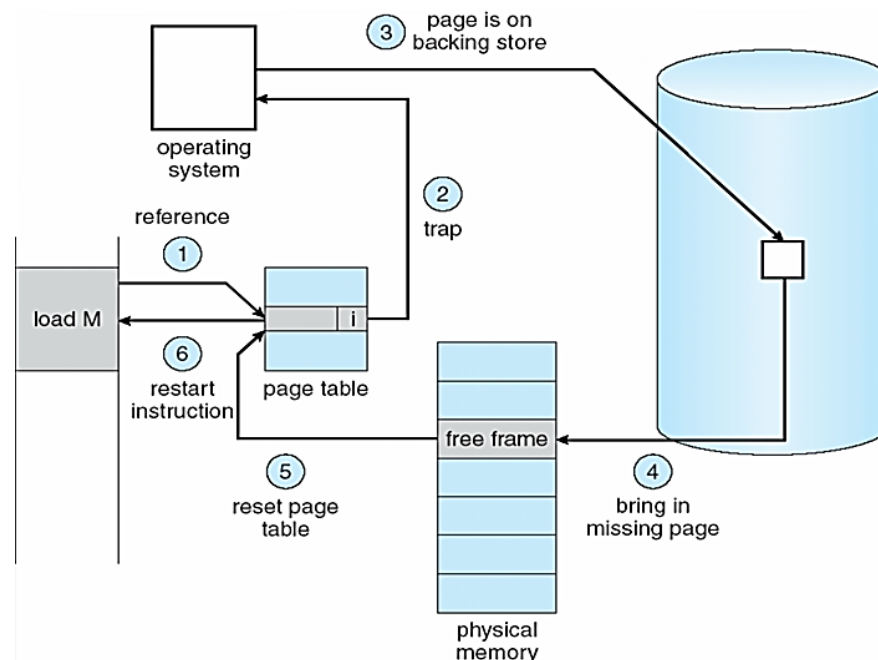 3
page is on
backing store
operating
system
2
trap
reference
1
load M
i
6
restart
instruction
page table
free frame
5
reset page
table
4
bring in
missing page
physical
memory